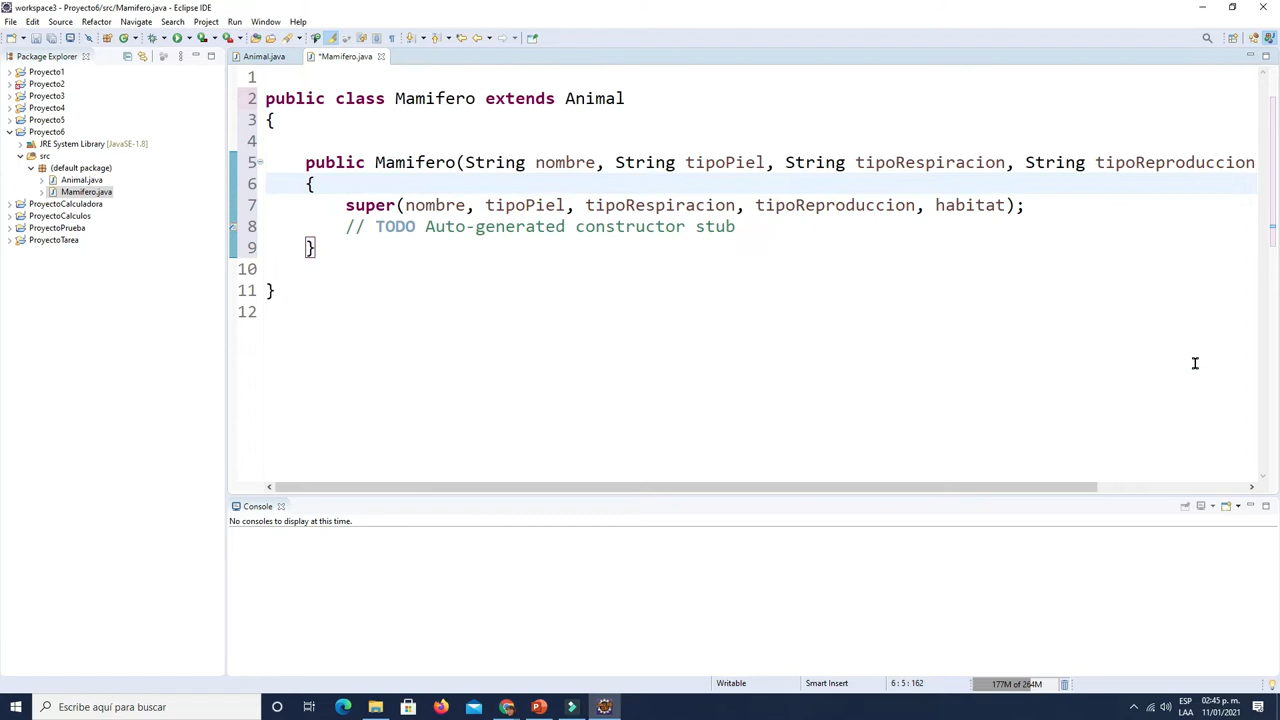 workspace3 - Proyecto6/src/Mamifero.java - Eclipse IDE
File Edit Source Refactor Navigate Search Project Run Window Help
Package Explorer
Animal.java
*Mamifero.java
Proyecto1
Proyecto2
Proyecto3
Proyecto4
Proyecto5
Proyecto6
JRE System Library [JavaSE-1.8]
src
(default package)
Animal.java
Mamifero.java
ProyectoCalculadora
ProyectoCalculos
ProyectoPrueba
ProyectoTarea
1
2 public class Mamifero extends Animal
3 {
4
5 public Mamifero(String nombre, String tipoPiel, String tipoRespiracion, String tipoReproduccion
6 {
7 super(nombre, tipoPiel, tipoRespiracion, tipoReproduccion, habitat);
8 // TODO Auto-generated constructor stub
9 }
10
11 }
12
Console
No consoles to display at this time.
Writable Smart Insert 6 : 5 : 162 177M of 264M
Escribe aquí para buscar
ESP 02:45 p. m.
LAA 11/01/2021